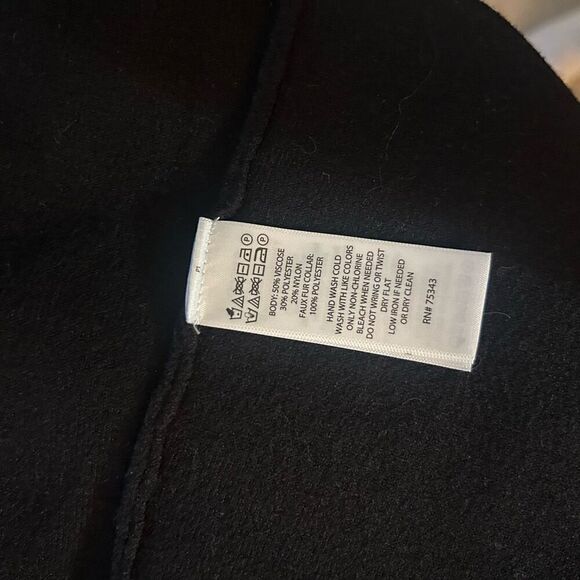 BODY: 50% VISCOSE
30% POLYESTER
20% NYLON
FAUX FUR COLLAR:
100% POLYESTER
HAND WASH COLD
WASH WITH LIKE COLORS
ONLY NON-CHLORINE
BLEACH WHEN NEEDED
DO NOT WRING OR TWIST
DRY FLAT
LOW IRON IF NEEDED
OR DRY CLEAN
RN# 75343